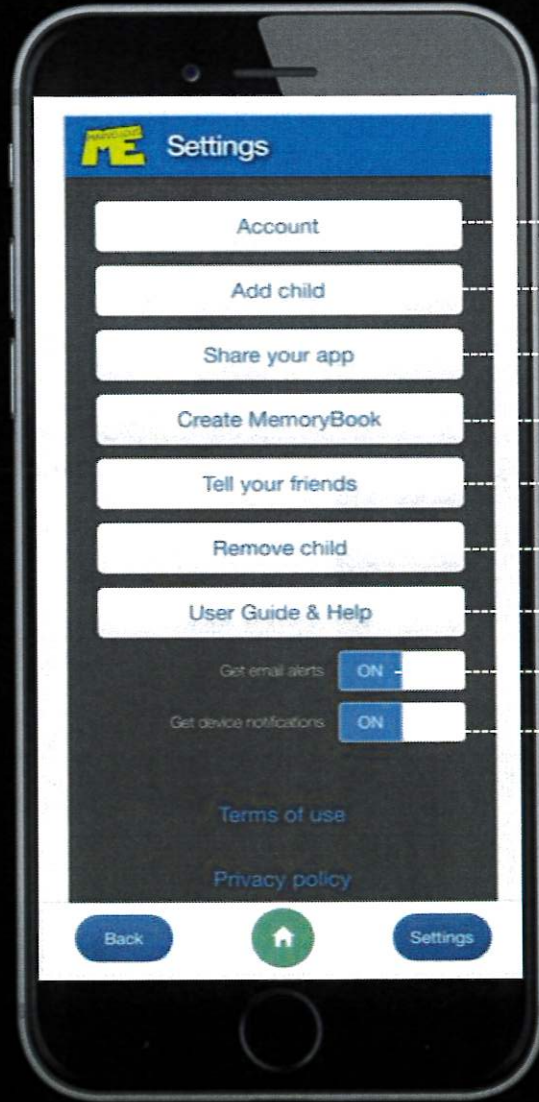 MARVELLOUS
ME
Settings
Account
Add child
Share your app
Create MemoryBook
Tell your friends
Remove child
User Guide & Help
Get email alerts ON
Get device notifications ON
Terms of use
Privacy policy
Back
Settings